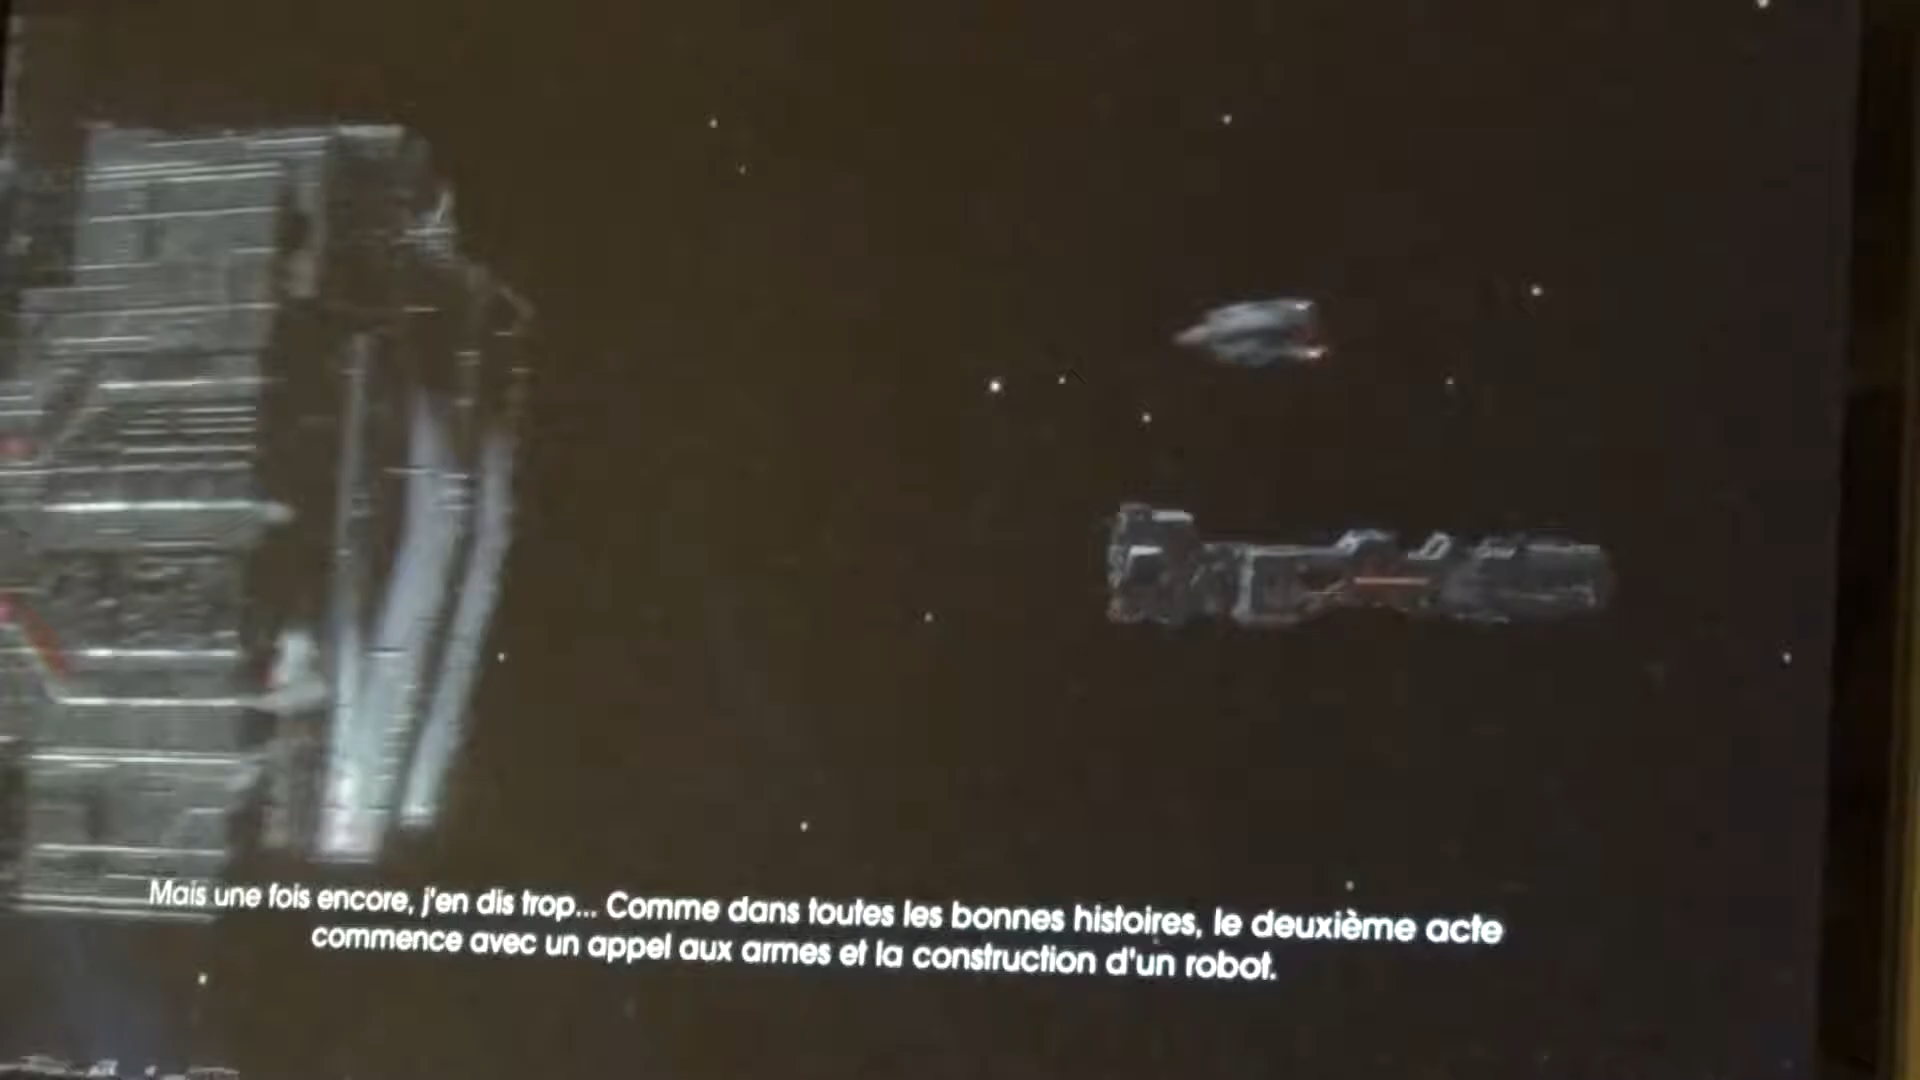 Mais une fois encore, j'en dis trop... Comme dans toutes les bonnes histoires, le deuxième acte
commence avec un appel aux armes et la construction d'un robot.